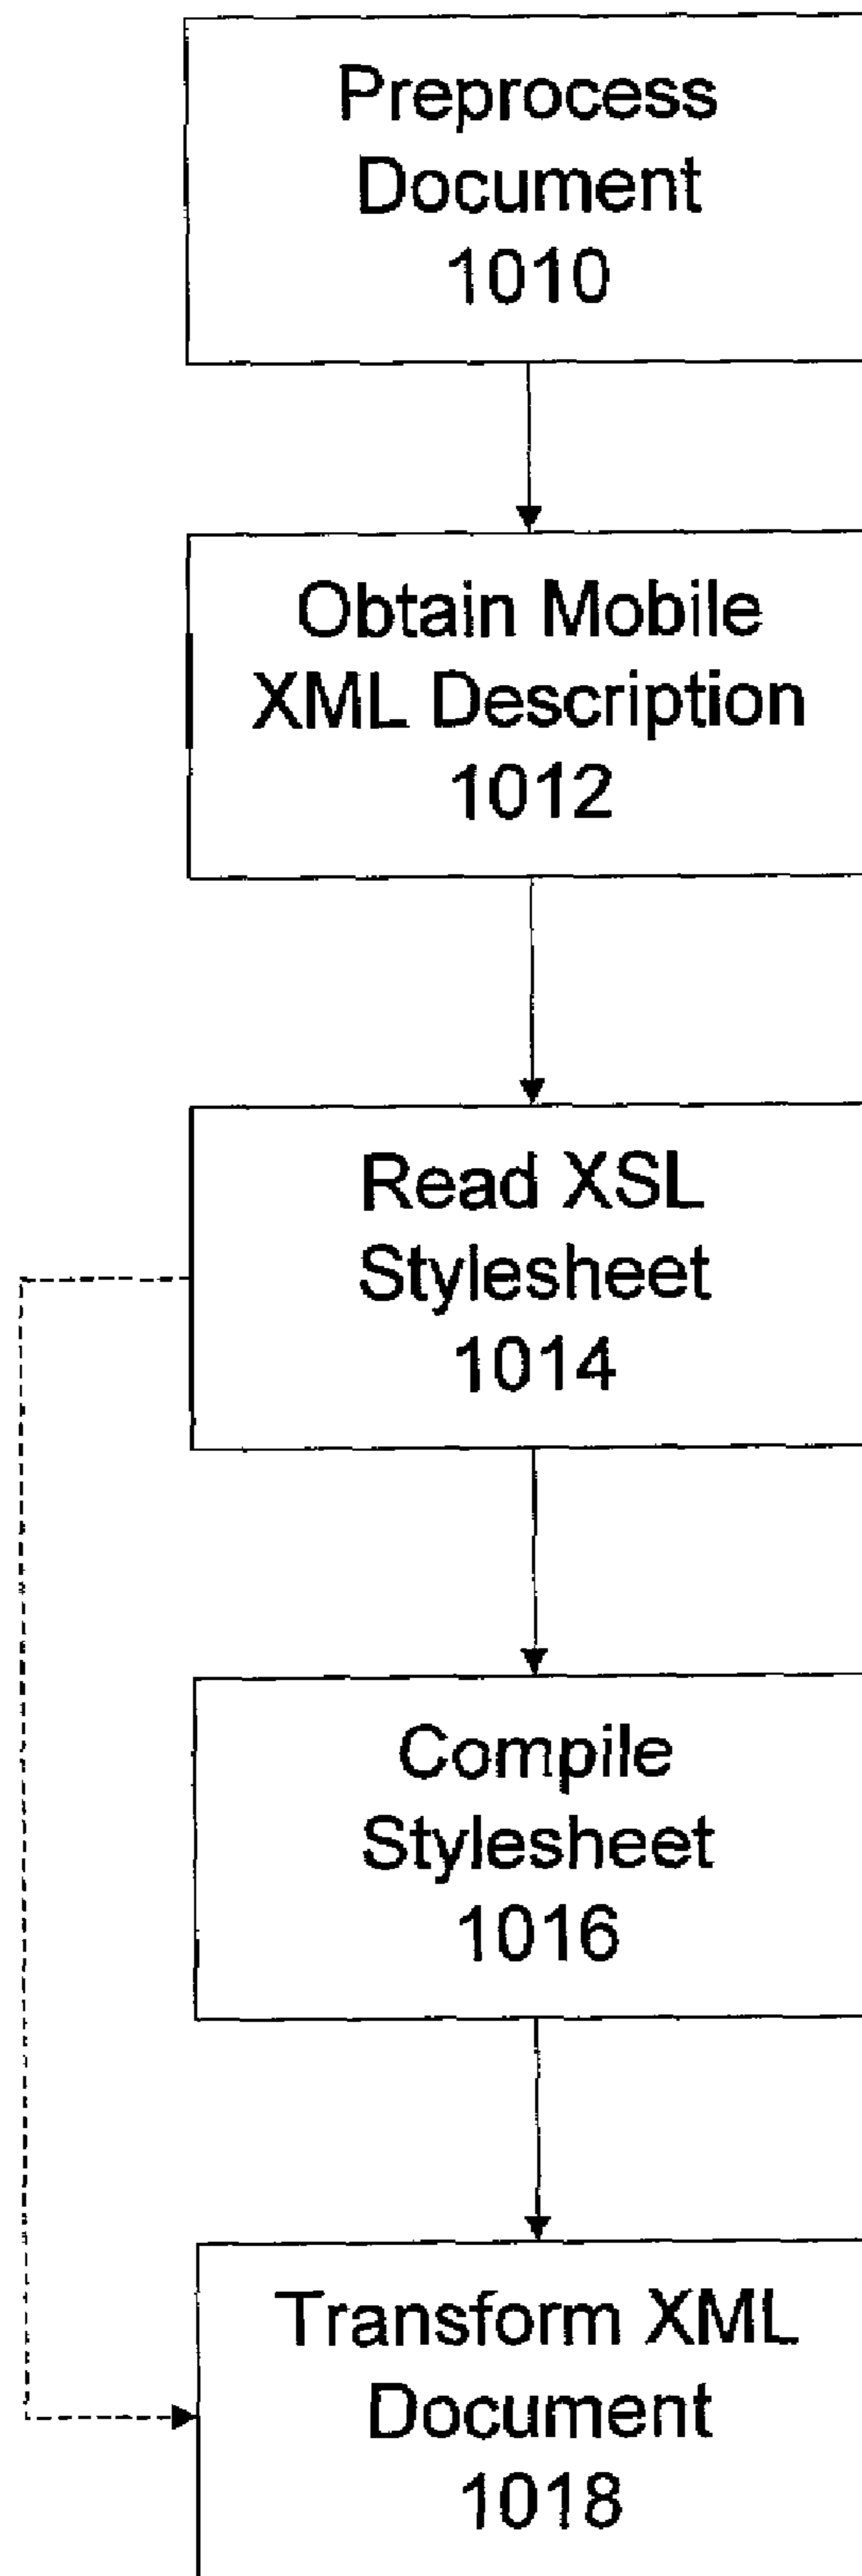 Preprocess
Document
1010
Obtain Mobile
XML Description
1012
Read XSL
Stylesheet
1014
Compile
Stylesheet
1016
Transform XML
Document
1018